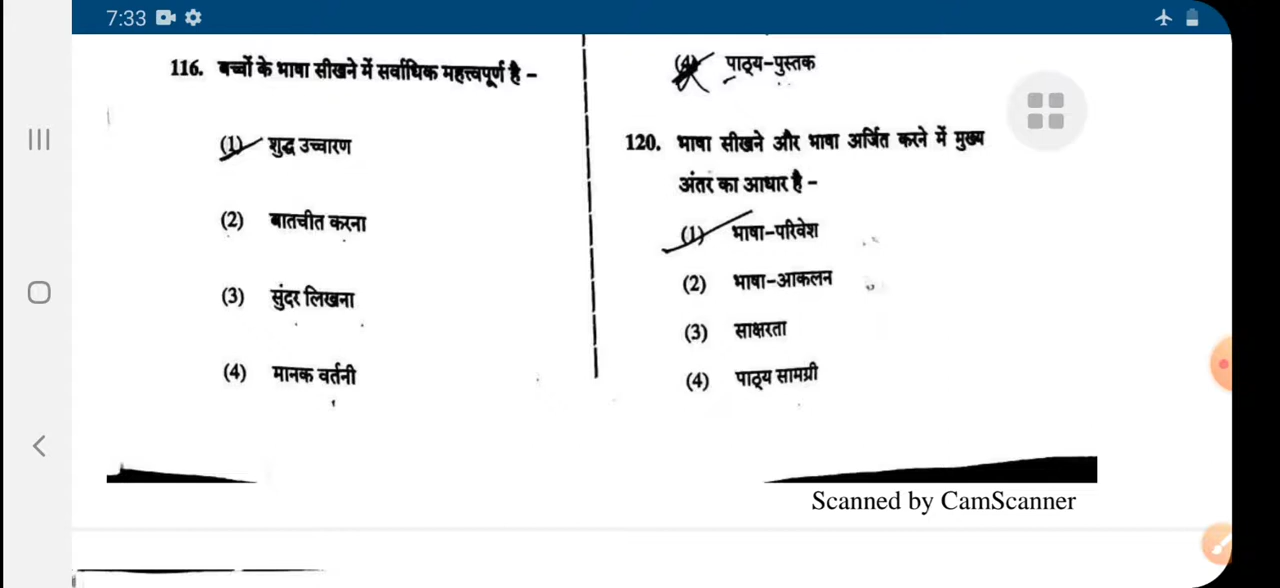 7:33
116. बच्चों के भाषा सीखने में सर्वाधिक महत्त्वपूर्ण है –
(1) शुद्ध उच्चारण
(2) बातचीत करना
(3) सुंदर लिखना
(4) मानक वर्तनी
(4) पाठ्य-पुस्तक
120. भाषा सीखने और भाषा अर्जित करने में मुख्य
अंतर का आधार है –
(1) भाषा-परिवेश
(2) भाषा-आकलन
(3) साक्षरता
(4) पाठ्य सामग्री
Scanned by CamScanner